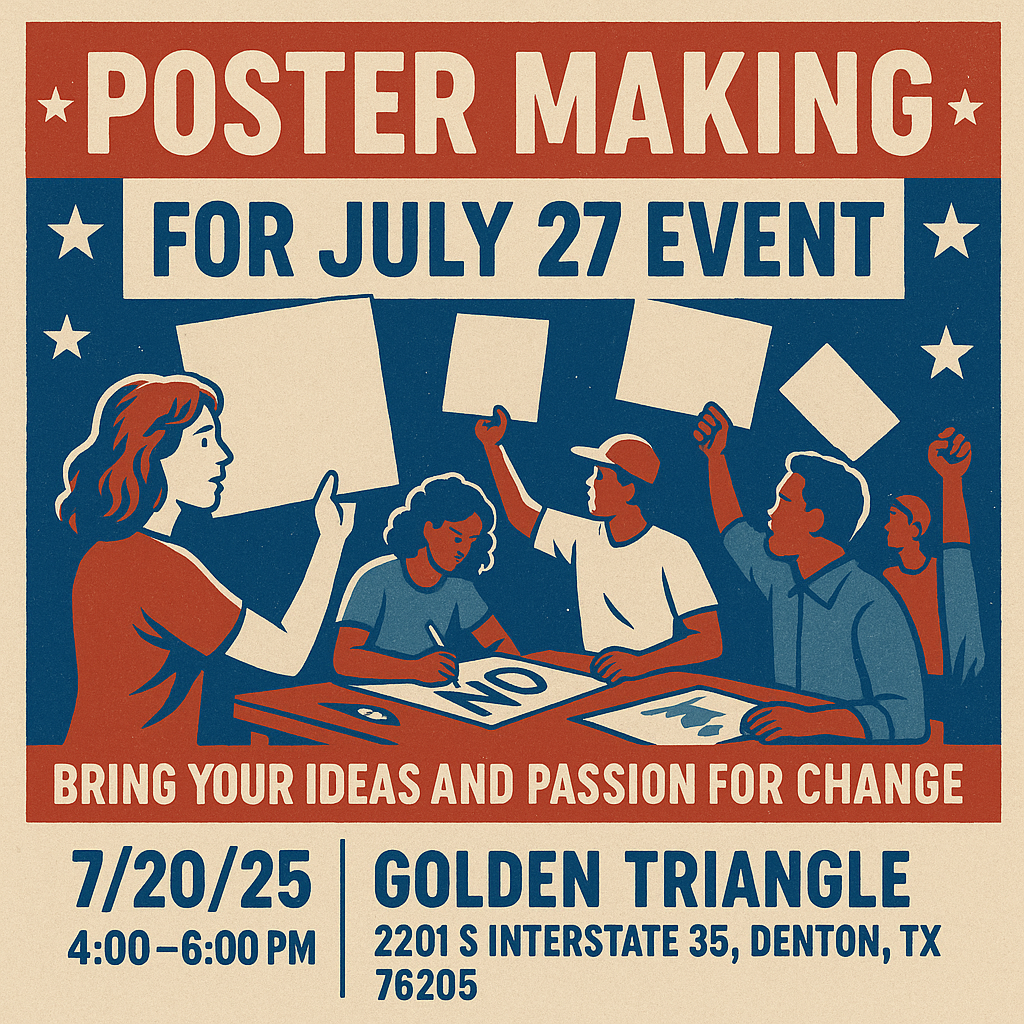 POSTER MAKING
FOR JULY 27 EVENT
NO
BRING YOUR IDEAS AND PASSION FOR CHANGE
7/20/25
4:00–6:00 PM
GOLDEN TRIANGLE
2201 S INTERSTATE 35, DENTON, TX
76205